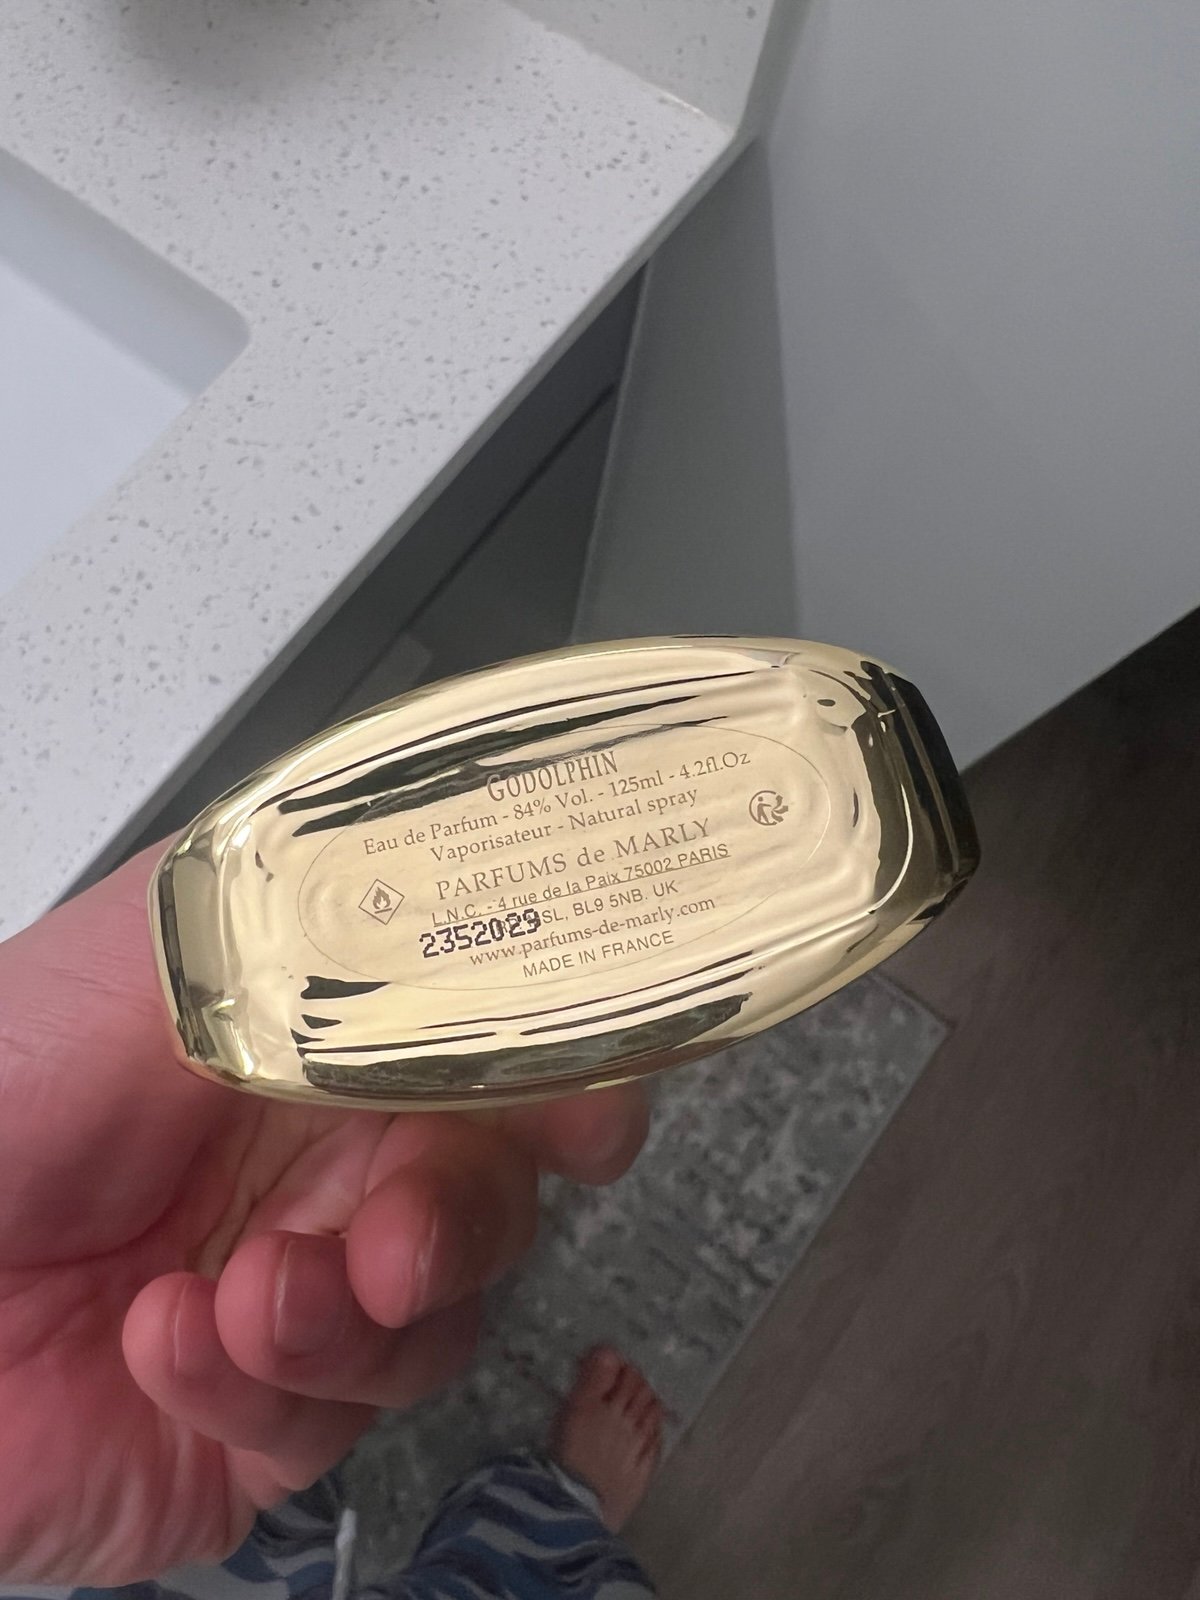 GODOLPHIN
Eau de Parfum - 84% Vol. - 125ml - 4.2fl.Oz
Vaporisateur - Natural spray
PARFUMS de MARLY
L.N.C. - 4 rue de la Paix 75002 PARIS
SL, BL9 5NB. UK
2352029
www.parfums-de-marly.com
MADE IN FRANCE